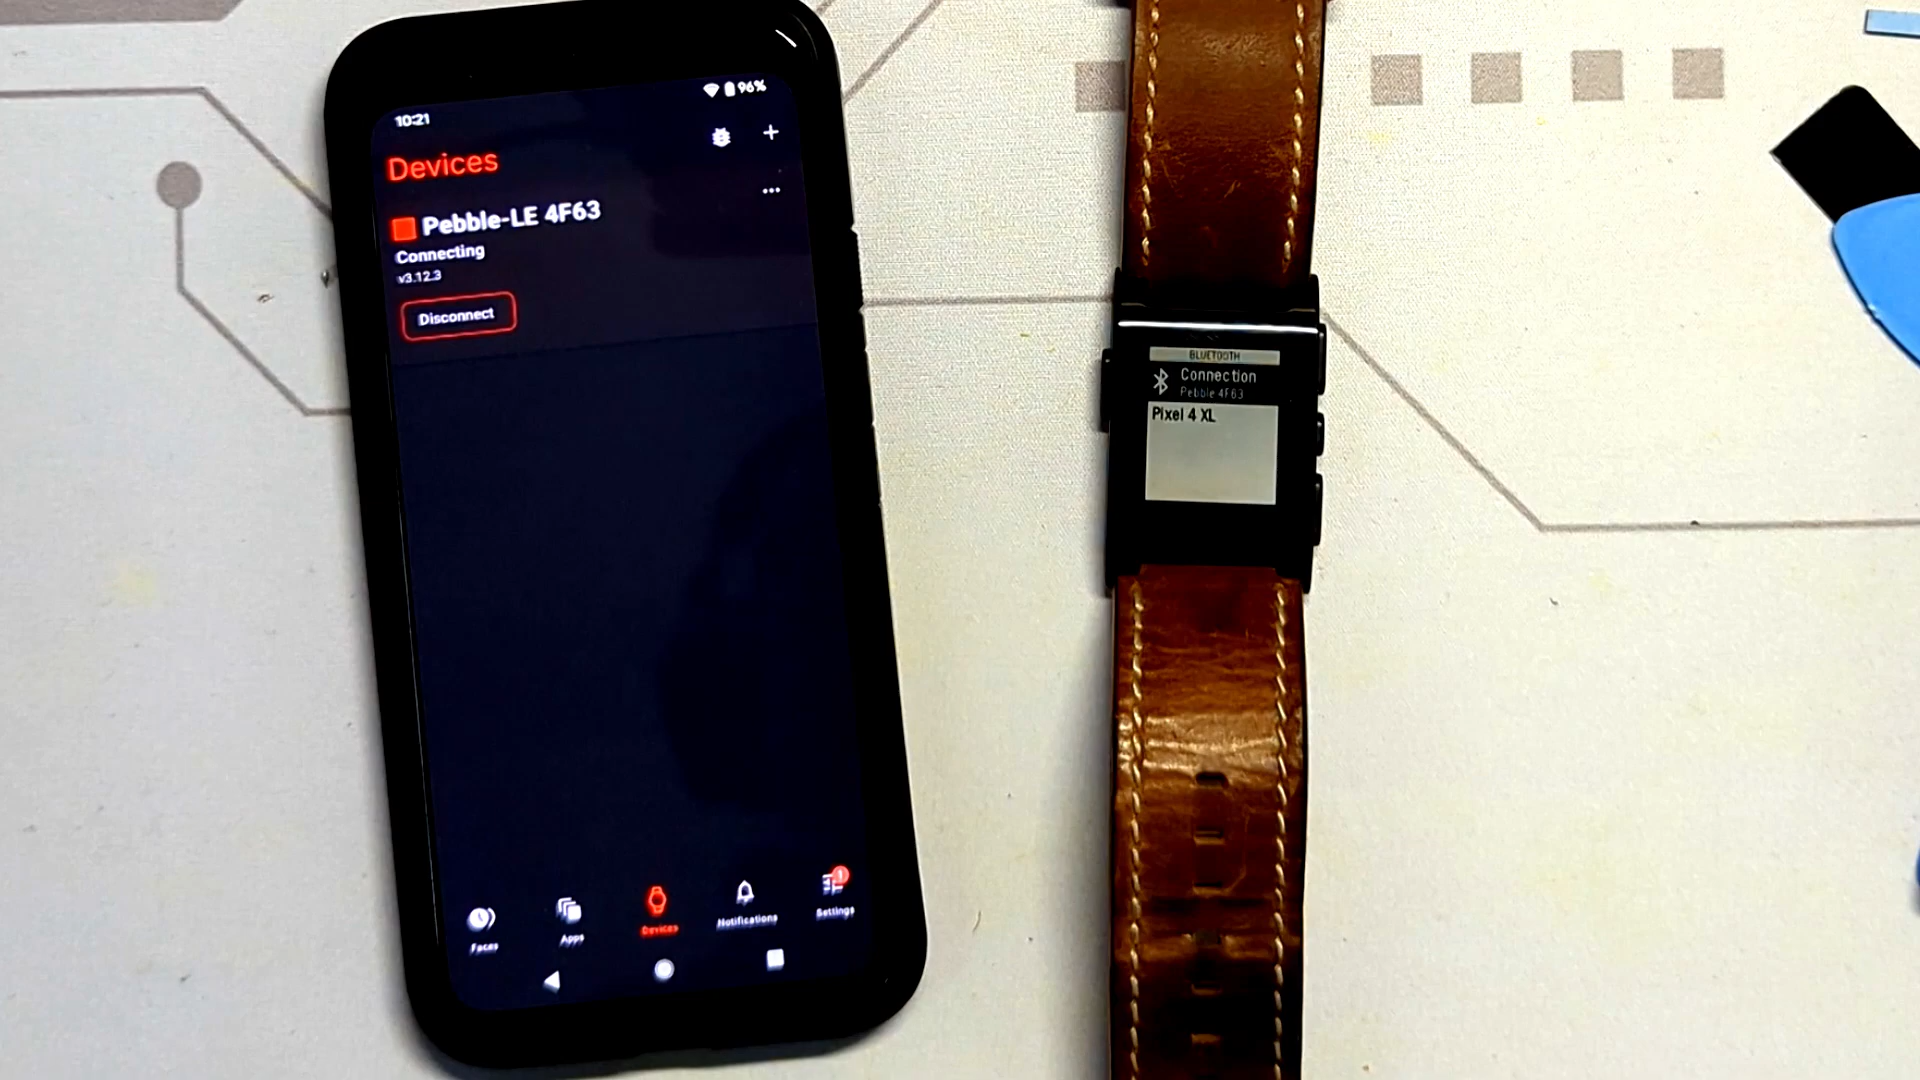 10:21
96%
Devices
Pebble-LE 4F63
Connecting
v3.12.3
Disconnect
Faces
Apps
Devices
Notifications
1
Settings
BLUETOOTH
Connection
Pebble 4F63
Pixel 4 XL